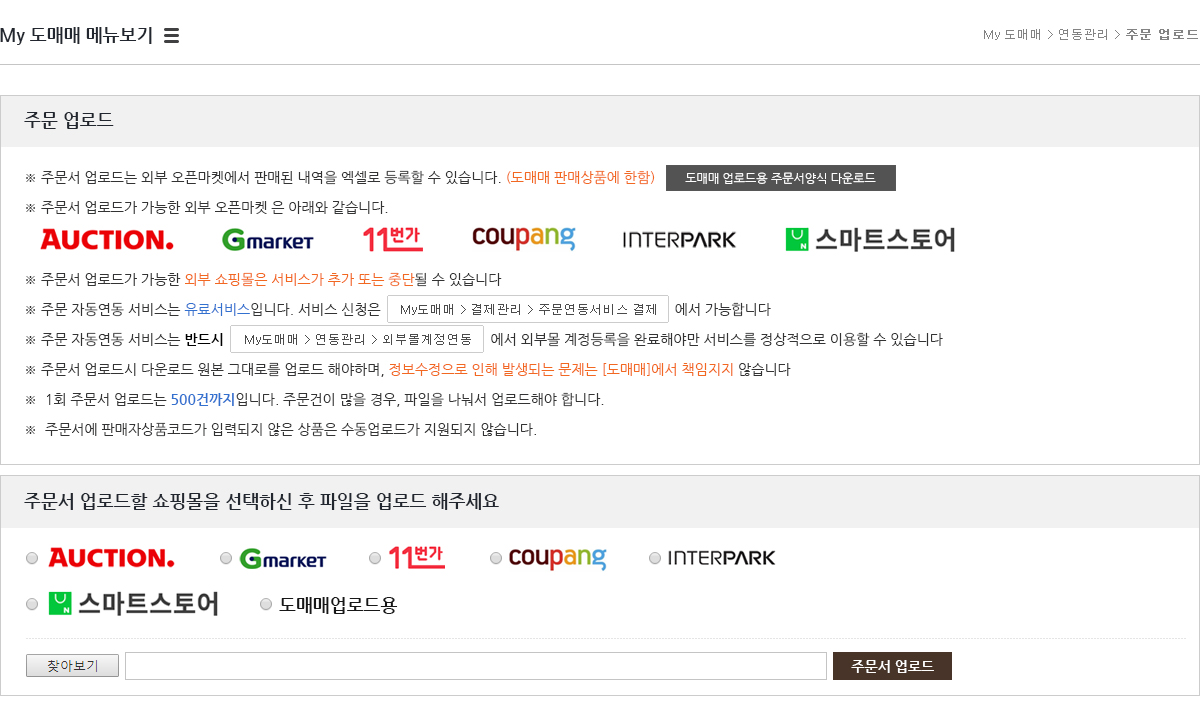 My 도매매 메뉴보기
My 도매매 > 연동관리 > 주문 업로드
주문 업로드
※ 주문서 업로드는 외부 오픈마켓에서 판매된 내역을 엑셀로 등록할 수 있습니다. (도매매 판매상품에 한함) 도매매 업로드용 주문서양식 다운로드
※ 주문서 업로드가 가능한 외부 오픈마켓 은 아래와 같습니다.
AUCTION. Gmarket 11번가 coupang INTERPARK 스마트스토어
※ 주문서 업로드가 가능한 외부 쇼핑몰은 서비스가 추가 또는 중단될 수 있습니다
※ 주문 자동연동 서비스는 유료서비스입니다. 서비스 신청은 My도매매 > 결제관리 > 주문연동서비스 결제 에서 가능합니다
※ 주문 자동연동 서비스는 반드시 My도매매 > 연동관리 > 외부몰계정연동 에서 외부몰 계정등록을 완료해야만 서비스를 정상적으로 이용할 수 있습니다
※ 주문서 업로드시 다운로드 원본 그대로를 업로드 해야하며, 정보수정으로 인해 발생되는 문제는 [도매매]에서 책임지지 않습니다
※ 1회 주문서 업로드는 500건까지입니다. 주문건이 많을 경우, 파일을 나눠서 업로드해야 합니다.
※ 주문서에 판매자상품코드가 입력되지 않은 상품은 수동업로드가 지원되지 않습니다.
주문서 업로드할 쇼핑몰을 선택하신 후 파일을 업로드 해주세요
AUCTION. Gmarket 11번가 coupang INTERPARK
스마트스토어 도매매업로드용
찾아보기 주문서 업로드